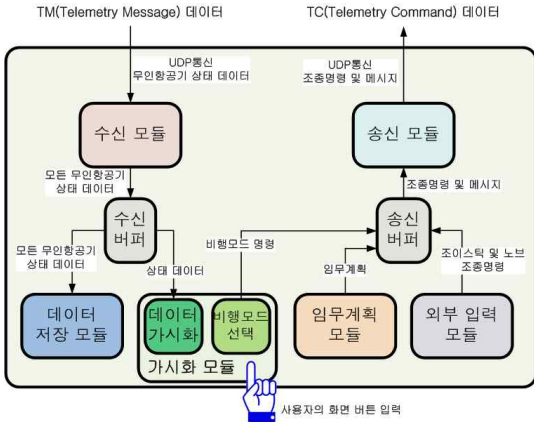 TM(Telemetry Message) 데이터
TC(Telemetry Command) 데이터
UDP통신
무인항공기 상태 데이터
UDP통신
조종명령 및 메시지
수신 모듈
송신 모듈
모든 무인항공기
상태 데이터
조종명령 및 메시지
수신
버퍼
송신
버퍼
모든 무인항공기
상태 데이터
상태 데이터
비행모드 명령
임무계획
조이스틱 및 노브
조종명령
데이터
저장 모듈
데이터
가시화
비행모드
선택
가시화 모듈
임무계획
모듈
외부 입력
모듈
사용자의 화면 버튼 입력